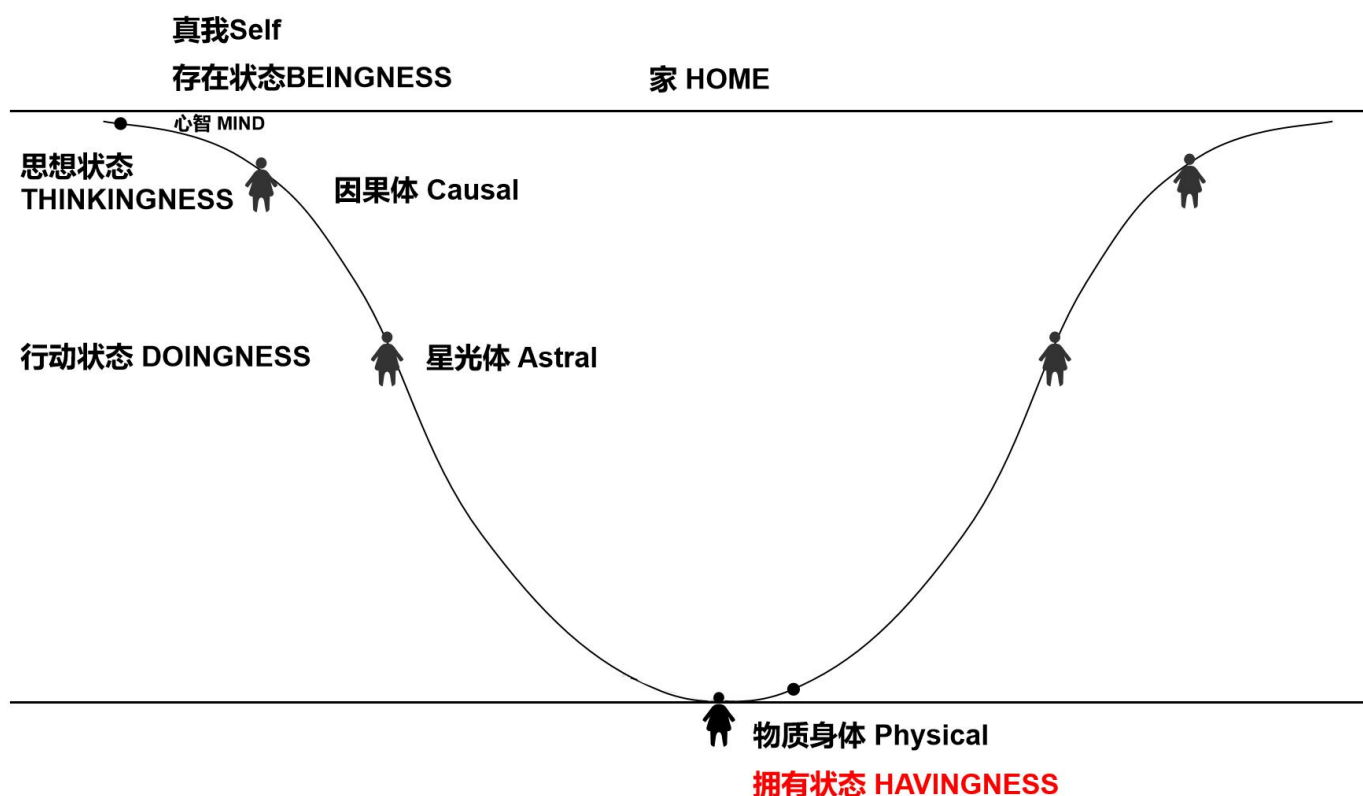 真我Self
存在状态BEINGNESS
家 HOME
心智 MIND
思想状态
THINKINGNESS
因果体 Causal
行动状态 DOINGNESS
星光体 Astral
物质身体 Physical
拥有状态 HAVINGNESS